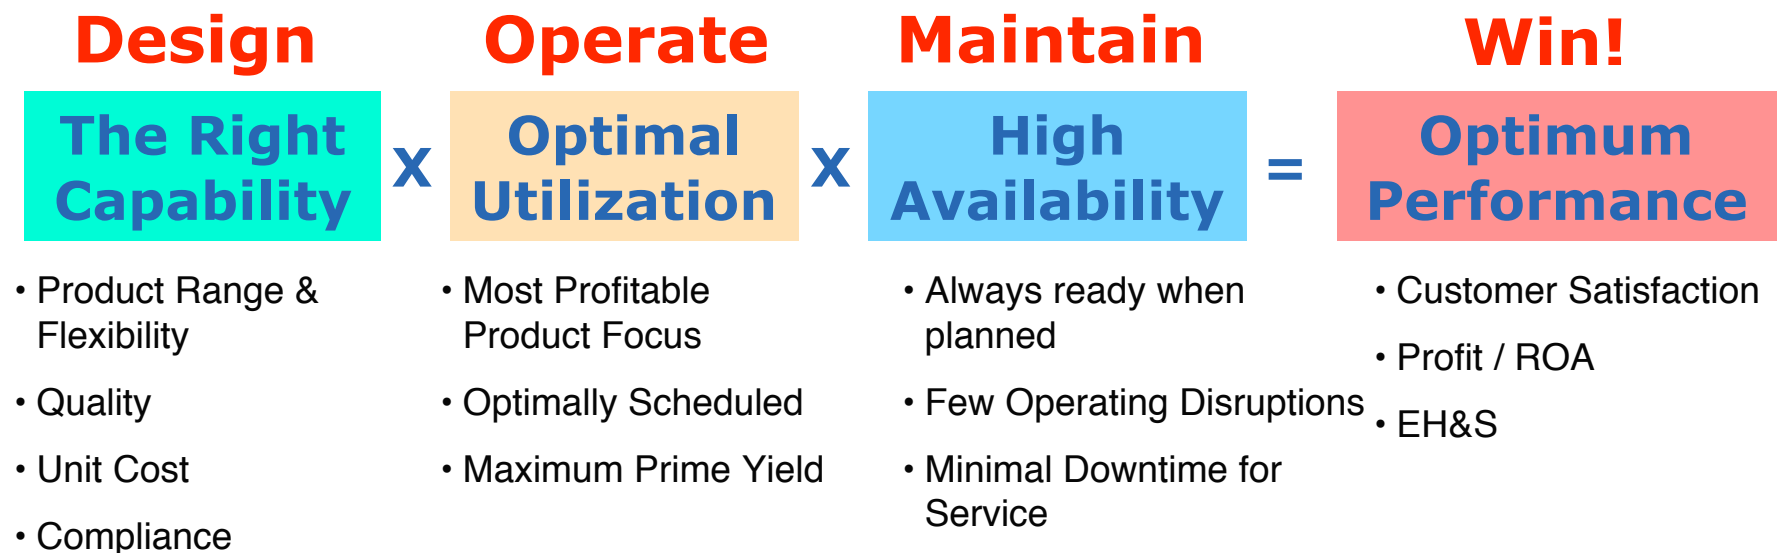 Design
The Right
Capability
• Product Range &
Flexibility
• Quality
• Unit Cost
• Compliance
X
Operate
Optimal
Utilization
• Most Profitable
Product Focus
• Optimally Scheduled
• Maximum Prime Yield
X
Maintain
High
Availability
• Always ready when
planned
• Few Operating Disruptions
• Minimal Downtime for
Service
=
Win!
Optimum
Performance
• Customer Satisfaction
• Profit / ROA
• EH&S